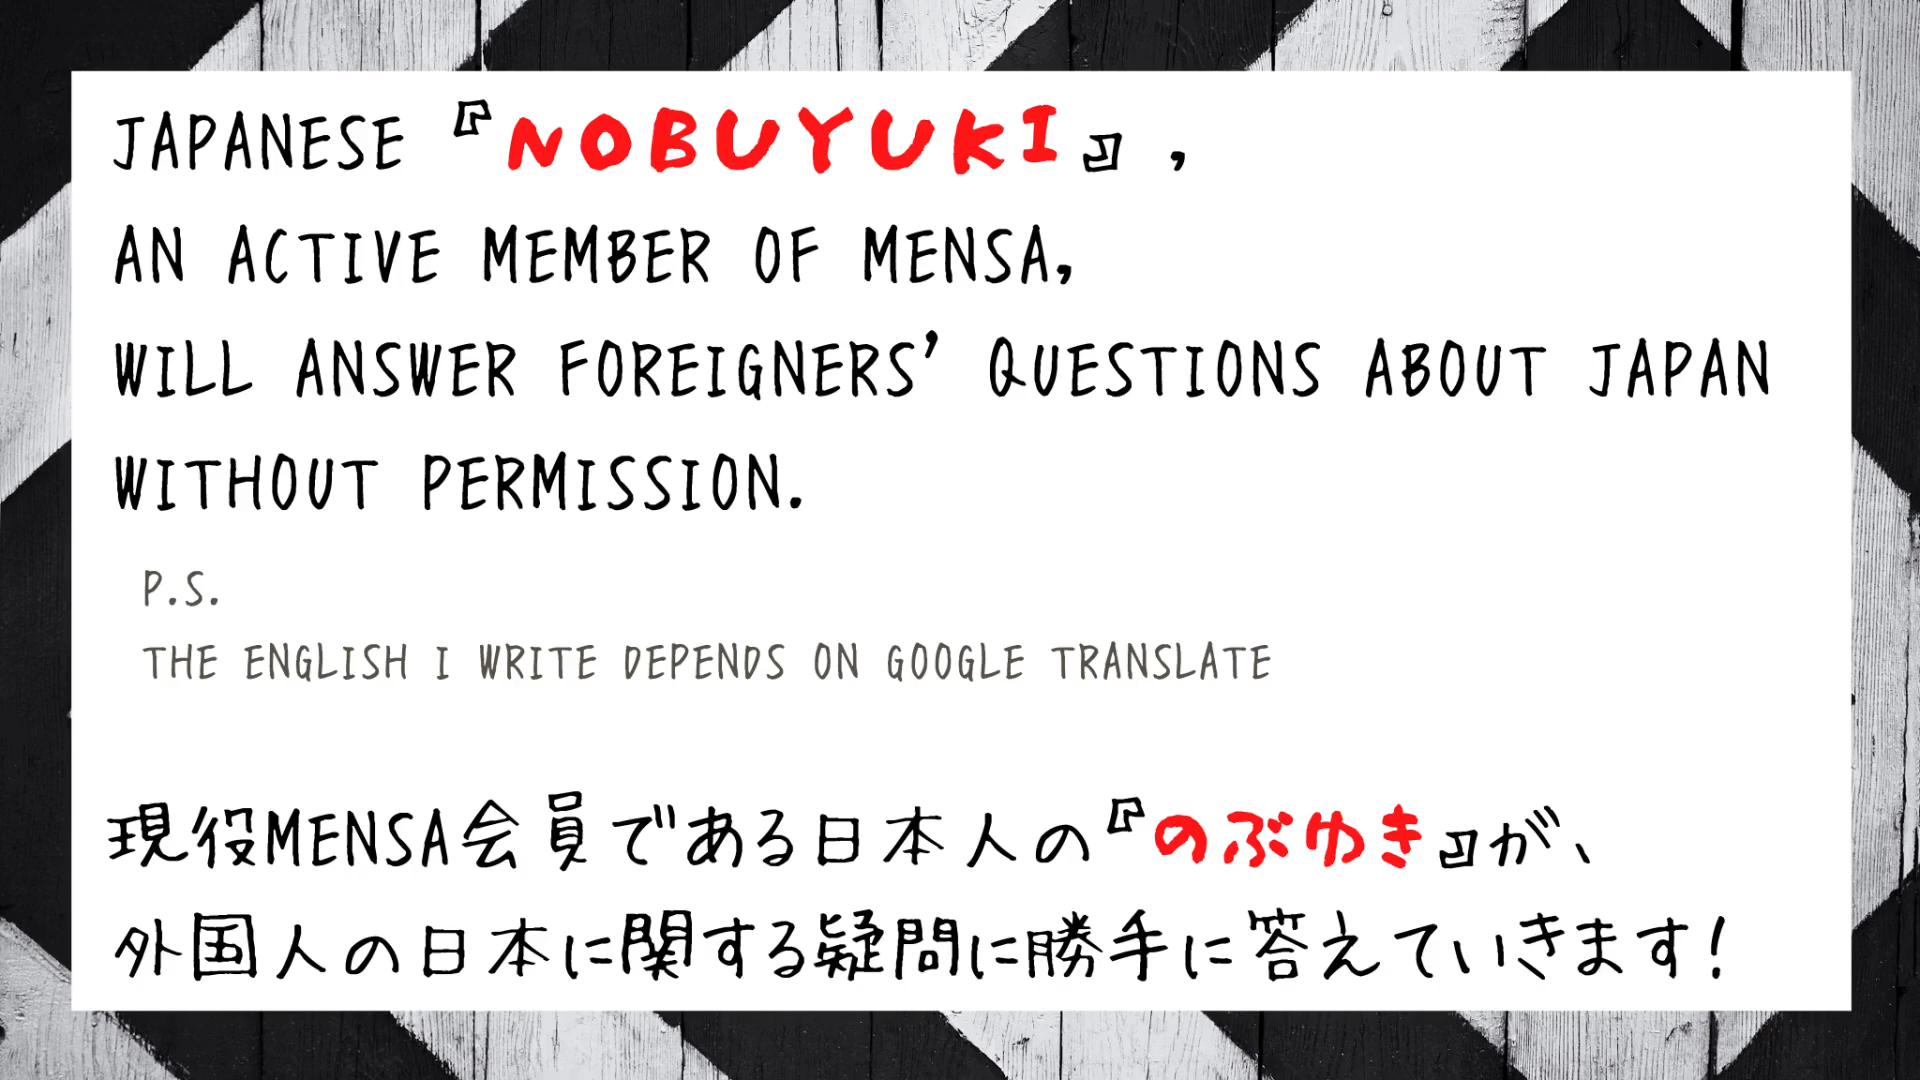 JAPANESE 『NOBUYUKI』,
AN ACTIVE MEMBER OF MENSA,
WILL ANSWER FOREIGNERS’ QUESTIONS ABOUT JAPAN
WITHOUT PERMISSION.
P.S.
THE ENGLISH I WRITE DEPENDS ON GOOGLE TRANSLATE
現役MENSA会員である日本人の『のぶゆき』が、
外国人の日本に関する疑問に勝手に答えていきます!